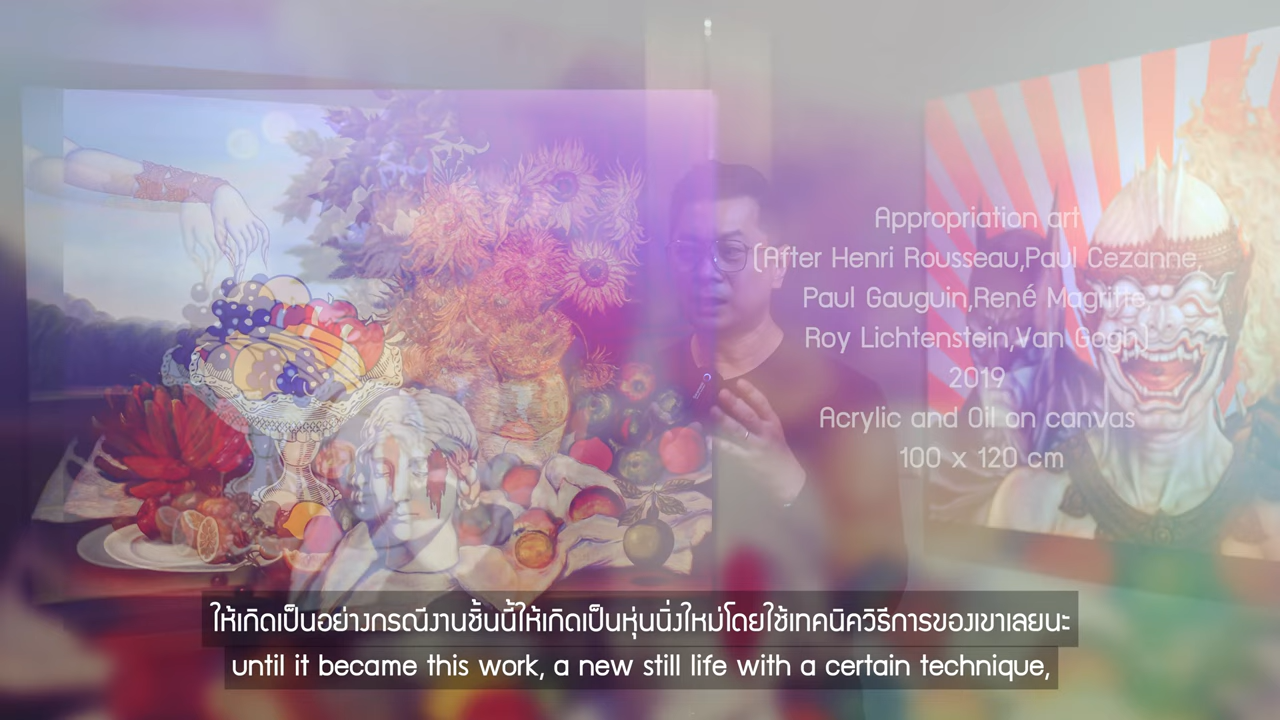 Appropriation art
(After Henri Rousseau,Paul Cezanne,
Paul Gauguin,René Magritte
Roy Lichtenstein,Van Gogh)
2019
Acrylic and Oil on canvas
100 x 120 cm
ให้เกิดเป็นอย่างกรณีงานชิ้นนี้ให้เกิดเป็นหุ่นนิ่งใหม่โดยใช้เทคนิควิธีการของเขาเลยนะ
until it became this work, a new still life with a certain technique,